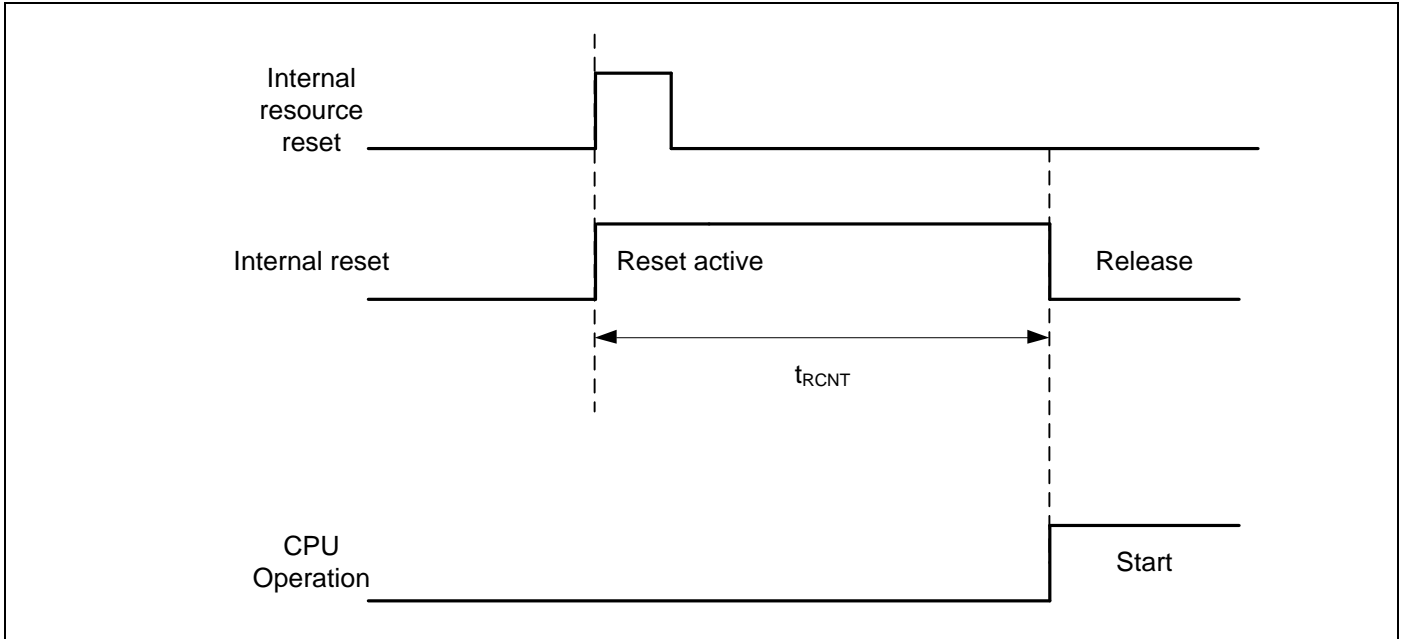 Internal
resource
reset
Internal reset
Reset active
Release
tRCNT
CPU
Operation
Start